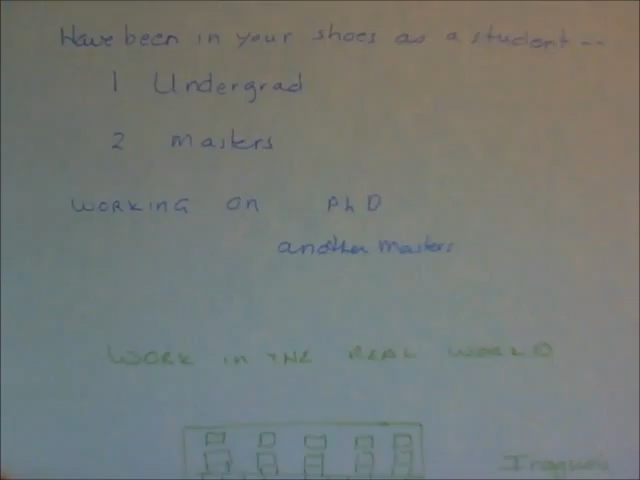 Have been in your shoes as a student --
1 Undergrad
2 Masters
WORKING ON PhD
another Masters
WORK IN THE REAL WORLD